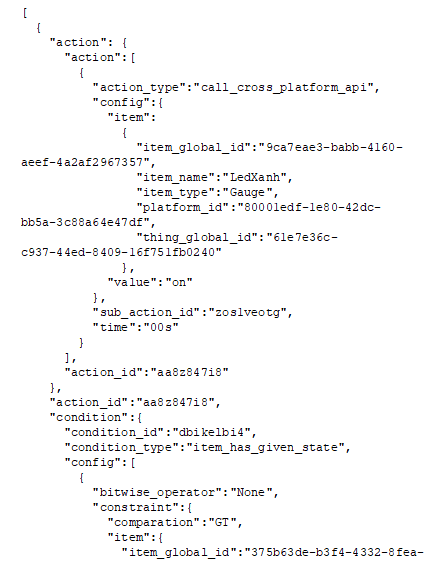 [
  {
    "action": {
      "action":[
        {
          "action_type":"call_cross_platform_api",
          "config":{
            "item":
              {
                "item_global_id":"9ca7eae3-babb-4160-
aeef-4a2af2967357",
                "item_name":"LedXanh",
                "item_type":"Gauge",
                "platform_id":"80001edf-1e80-42dc-
bb5a-3c88a64e47df",
                "thing_global_id":"61e7e36c-
c937-44ed-8409-16f751fb0240"
              },
            "value":"on"
          },
          "sub_action_id":"zoslveotg",
          "time":"00s"
        }
      ],
      "action_id":"aa8z847i8"
    },
    "action_id":"aa8z847i8",
    "condition":{
      "condition_id":"dbikelbi4",
      "condition_type":"item_has_given_state",
      "config":[
        {
          "bitwise_operator":"None",
          "constraint":{
            "comparation":"GT",
            "item":{
              "item_global_id":"375b63de-b3f4-4332-8fea-